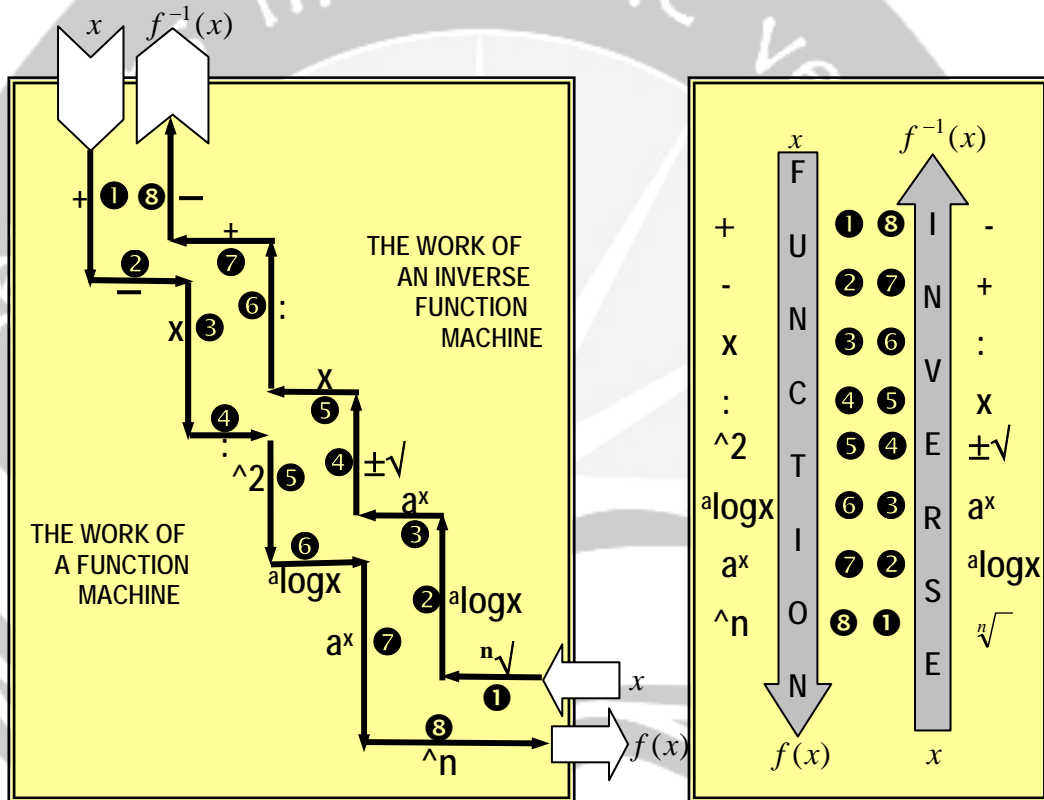 x f⁻¹(x)
+ ❶ ❽ −
❷
−
+
❼
THE WORK OF
AN INVERSE
FUNCTION
MACHINE
x ❸
❻ :
❹
:
x
❺
^2 ❺
❹ ±√
aˣ
❸
❻
ᵃlogx
THE WORK OF
A FUNCTION
MACHINE
❷ ᵃlogx
aˣ ❼
ⁿ√
❶
x
❽
^n
f(x)
x f⁻¹(x)
FUNCTION
INVERSE
+ ❶ ❽ -
- ❷ ❼ +
x ❸ ❻ :
: ❹ ❺ x
^2 ❺ ❹ ±√
ᵃlogx ❻ ❸ aˣ
aˣ ❼ ❷ ᵃlogx
^n ❽ ❶ ⁿ√
f(x) x